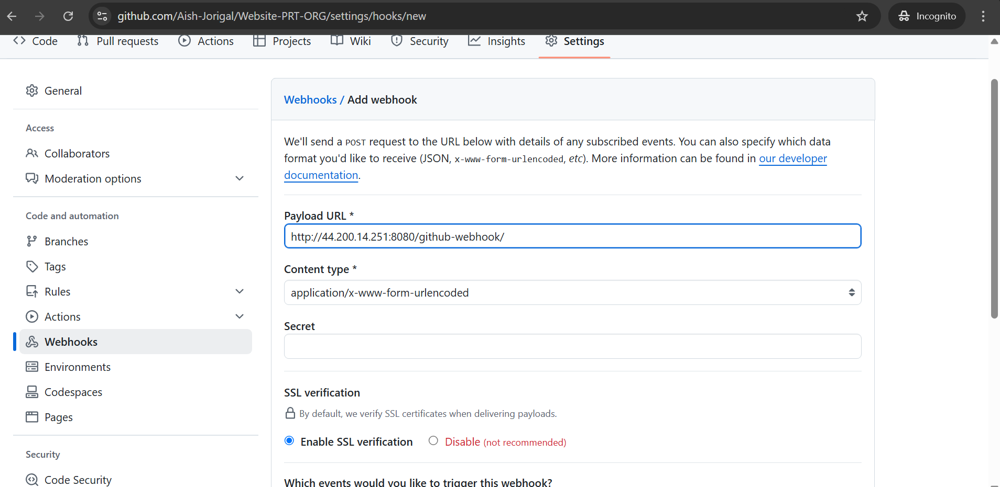 github.com/Aish-Jorigal/Website-PRT-ORG/settings/hooks/new
Incognito
Code
Pull requests
Actions
Projects
Wiki
Security
Insights
Settings
General
Access
Collaborators
Moderation options
Code and automation
Branches
Tags
Rules
Actions
Webhooks
Environments
Codespaces
Pages
Security
Code Security
Webhooks / Add webhook
We'll send a POST request to the URL below with details of any subscribed events. You can also specify which data
format you'd like to receive (JSON, x-www-form-urlencoded, etc). More information can be found in our developer
documentation.
Payload URL *
http://44.200.14.251:8080/github-webhook/
Content type *
application/x-www-form-urlencoded
Secret
SSL verification
By default, we verify SSL certificates when delivering payloads.
Enable SSL verification
Disable (not recommended)
Which events would you like to trigger this webhook?